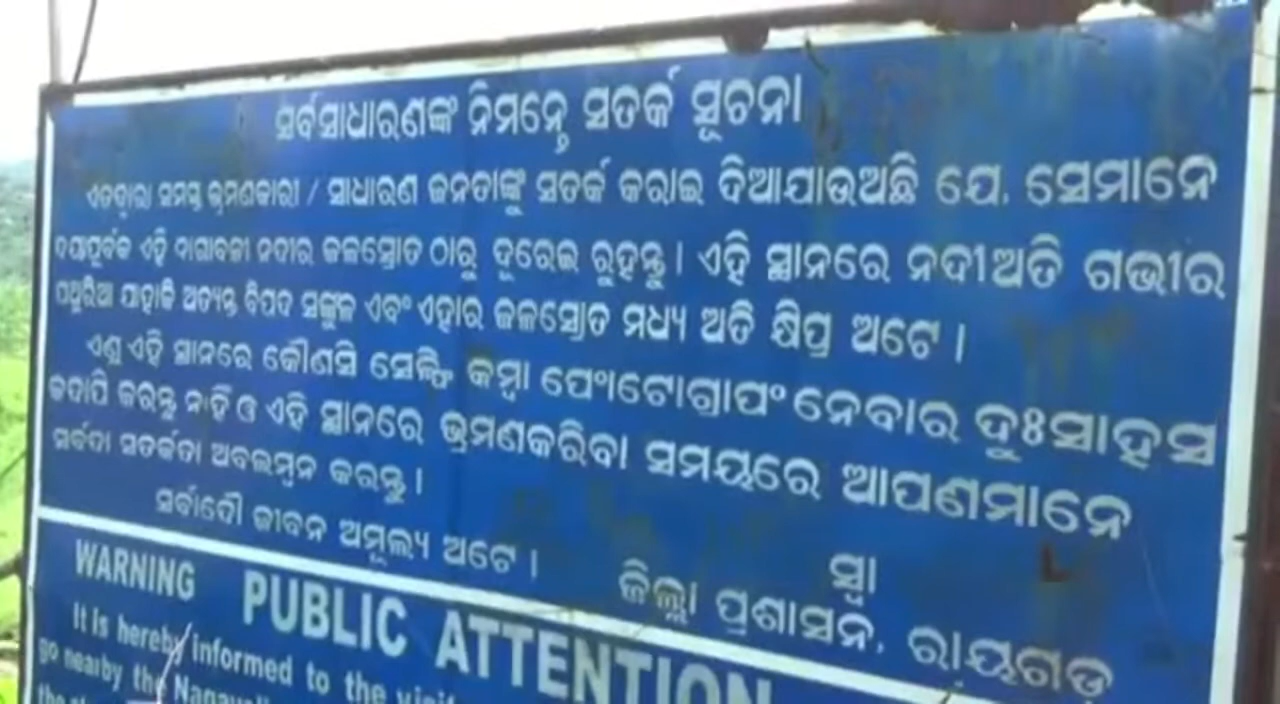 ସର୍ବସାଧାରଣଙ୍କ ନିମନ୍ତେ ସତର୍କ ସୂଚନା
ଏତଦ୍ବାରା ସମସ୍ତ ଭ୍ରମଣକାରୀ / ସାଧାରଣ ଜନତାଙ୍କୁ ସତର୍କ କରାଇ ଦିଆଯାଉଅଛି ଯେ, ସେମାନେ
ଦୟାପୂର୍ବକ ଏହି ନାଗାବଳୀ ନଦୀର ଜଳସ୍ରୋତ ଠାରୁ ଦୂରେଇ ରୁହନ୍ତୁ । ଏହି ସ୍ଥାନରେ ନଦୀ ଅତି ଗଭୀର
ପଥୁରିଆ ଯାହାକି ଅତ୍ୟନ୍ତ ବିପଦ ସଙ୍କୁଳ ଏବଂ ଏହାର ଜଳସ୍ରୋତ ମଧ୍ୟ ଅତି କ୍ଷିପ୍ର ଅଟେ ।
ଏଣୁ ଏହି ସ୍ଥାନରେ କୌଣସି ସେଲ୍ଫି କମ୍ବା ଫୋଟୋଗ୍ରାଫଂ ନେବାର ଦୁଃସାହସ
କଦାପି କରନ୍ତୁ ନାହିଁ ଓ ଏହି ସ୍ଥାନରେ ଭ୍ରମଣକରିବା ସମୟରେ ଆପଣମାନେ
ସର୍ବଦା ସତର୍କତା ଅବଲମ୍ବନ କରନ୍ତୁ ।
ସର୍ବାଦୌ ଜୀବନ ଅମୂଲ୍ୟ ଅଟେ ।
ସ୍ୱା
ଜିଲ୍ଲା ପ୍ରଶାସନ, ରାୟଗଡ଼
WARNING PUBLIC ATTENTION
It is hereby informed to the
go nearby the Nagavali